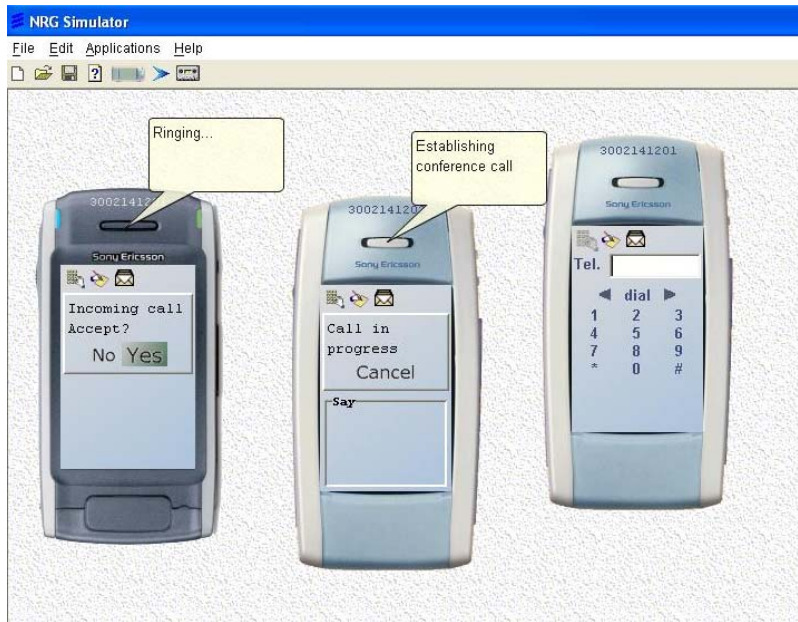 NRG Simulator
File Edit Applications Help
Ringing...
Sony Ericsson
Incoming call
Accept?
No Yes
Establishing
conference call
Sony Ericsson
Call in
progress
Cancel
Say
3002141201
Sony Ericsson
Tel.
dial
1 2 3
4 5 6
7 8 9
* 0 #